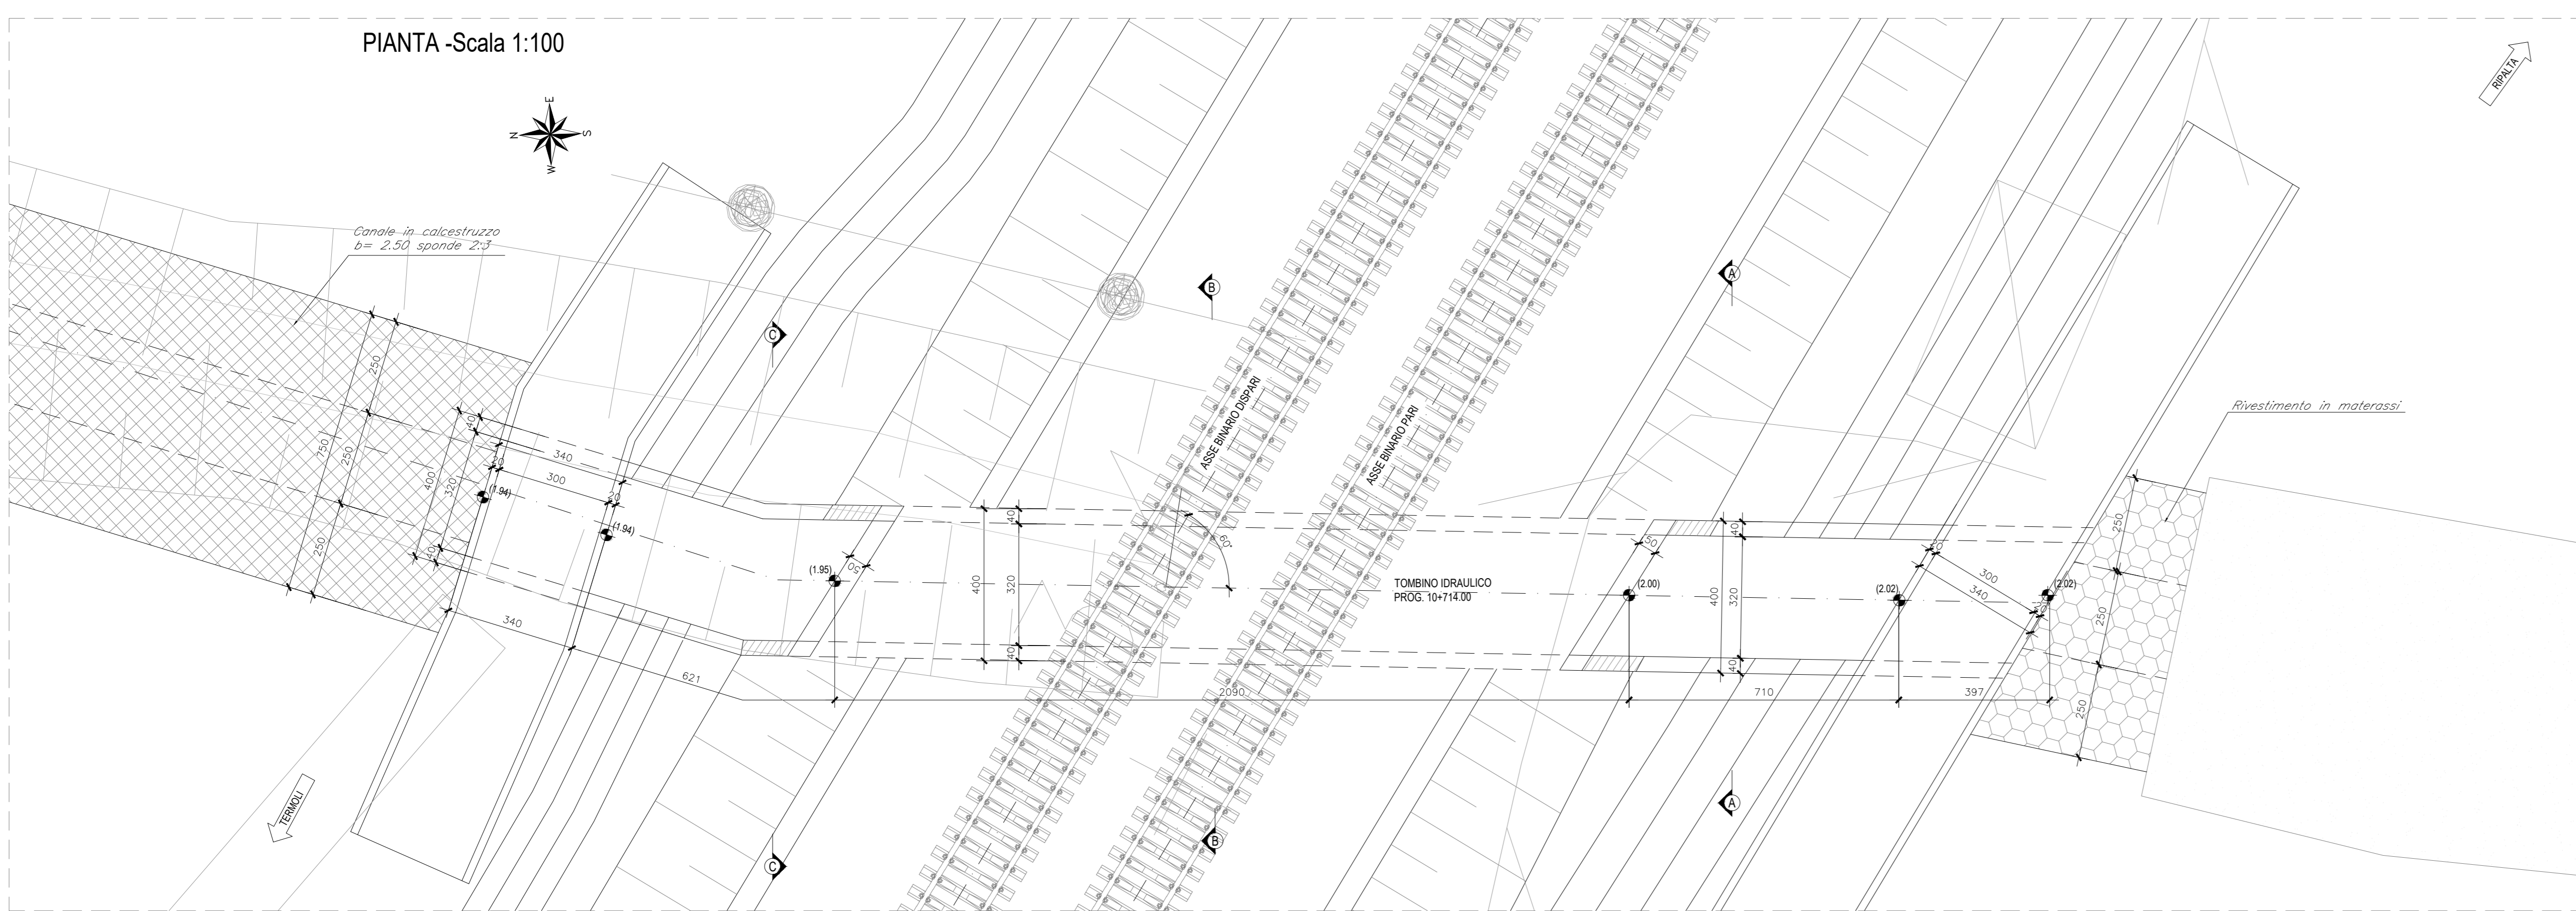 PIANTA -Scala 1:100
E
N
S
W
RIPALTA
TERMOLI
Canale in calcestruzzo
b= 2.50 sponde 2:3
Rivestimento in materassi
C
B
A
C
B
A
ASSE BINARIO DISPARI
ASSE BINARIO PARI
TOMBINO IDRAULICO
PROG. 10+714.00
60°
750
250
250
250
400
320
40
40
20
340
300
20
(1.94)
(1.94)
340
621
(1.95)
50
400
40
320
40
2090
50
(2.00)
400
40
320
40
710
(2.02)
20
300
340
20
(2.02)
397
250
250
250